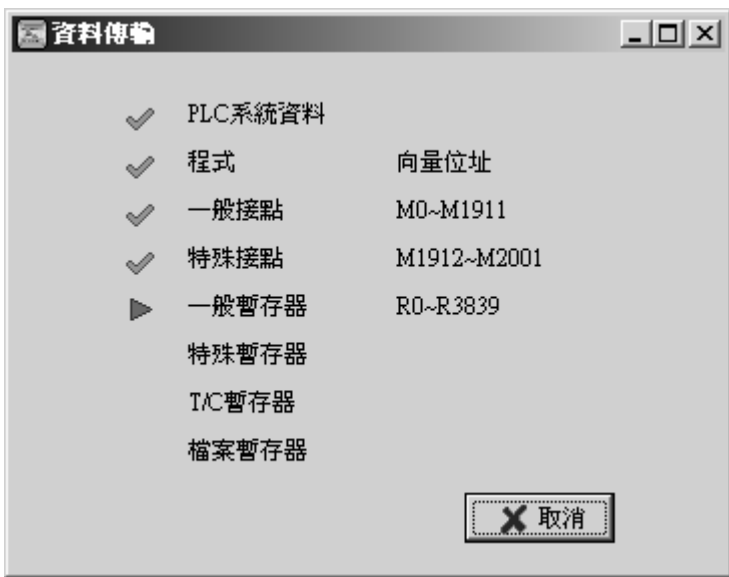 資料傳輸
PLC系統資料
程式 向量位址
一般接點 M0~M1911
特殊接點 M1912~M2001
一般暫存器 R0~R3839
特殊暫存器
T/C暫存器
檔案暫存器
取消